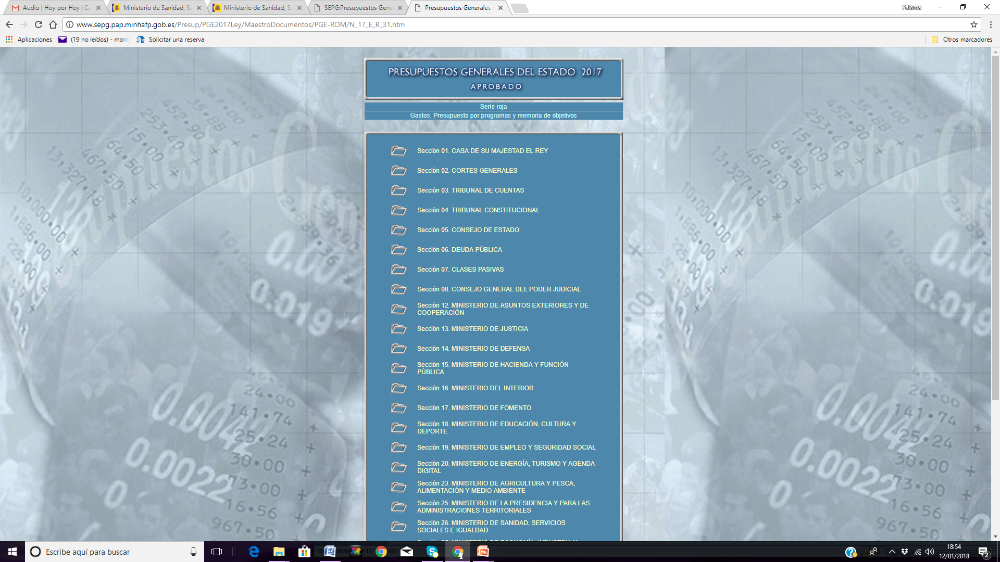 Audio | Hoy por Hoy | Ca
Ministerio de Sanidad, Se
Ministerio de Sanidad, Se
SEPG:Presupuestos Gene
Presupuestos Generales
Paloma
www.sepg.pap.minhafp.gob.es/Presup/PGE2017Ley/MaestroDocumentos/PGE-ROM/N_17_E_R_31.htm
Aplicaciones
(19 no leídos) - mont
Solicitar una reserva
Otros marcadores
PRESUPUESTOS GENERALES DEL ESTADO 2017
APROBADO
Serie roja
Gastos. Presupuesto por programas y memoria de objetivos
Sección 01. CASA DE SU MAJESTAD EL REY
Sección 02. CORTES GENERALES
Sección 03. TRIBUNAL DE CUENTAS
Sección 04. TRIBUNAL CONSTITUCIONAL
Sección 05. CONSEJO DE ESTADO
Sección 06. DEUDA PÚBLICA
Sección 07. CLASES PASIVAS
Sección 08. CONSEJO GENERAL DEL PODER JUDICIAL
Sección 12. MINISTERIO DE ASUNTOS EXTERIORES Y DE
COOPERACIÓN
Sección 13. MINISTERIO DE JUSTICIA
Sección 14. MINISTERIO DE DEFENSA
Sección 15. MINISTERIO DE HACIENDA Y FUNCIÓN
PÚBLICA
Sección 16. MINISTERIO DEL INTERIOR
Sección 17. MINISTERIO DE FOMENTO
Sección 18. MINISTERIO DE EDUCACIÓN, CULTURA Y
DEPORTE
Sección 19. MINISTERIO DE EMPLEO Y SEGURIDAD SOCIAL
Sección 20. MINISTERIO DE ENERGÍA, TURISMO Y AGENDA
DIGITAL
Sección 23. MINISTERIO DE AGRICULTURA Y PESCA,
ALIMENTACIÓN Y MEDIO AMBIENTE
Sección 25. MINISTERIO DE LA PRESIDENCIA Y PARA LAS
ADMINISTRACIONES TERRITORIALES
Sección 26. MINISTERIO DE SANIDAD, SERVICIOS
SOCIALES E IGUALDAD
Escribe aquí para buscar
18:54
12/01/2018
2